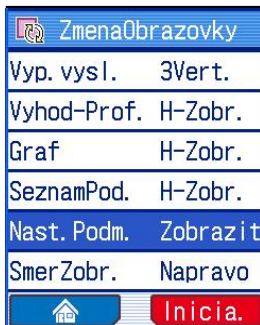 ZmenaObrazovky
Vyp.vysl. 3Vert.
Vyhod-Prof. H-Zobr.
Graf H-Zobr.
SeznamPod. H-Zobr.
Nast.Podm. Zobrazit
SmerZobr. Napravo
Inicia.